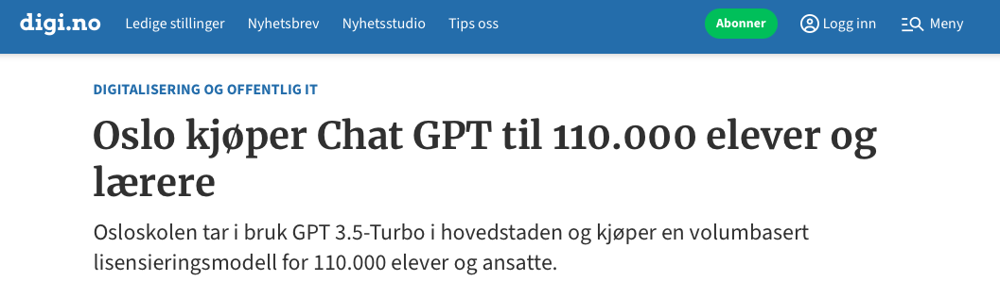 digi.no Ledige stillinger Nyhetsbrev Nyhetsstudio Tips oss Abonner Logg inn Meny
DIGITALISERING OG OFFENTLIG IT
Oslo kjøper Chat GPT til 110.000 elever og
lærere
Osloskolen tar i bruk GPT 3.5-Turbo i hovedstaden og kjøper en volumbasert
lisensieringsmodell for 110.000 elever og ansatte.